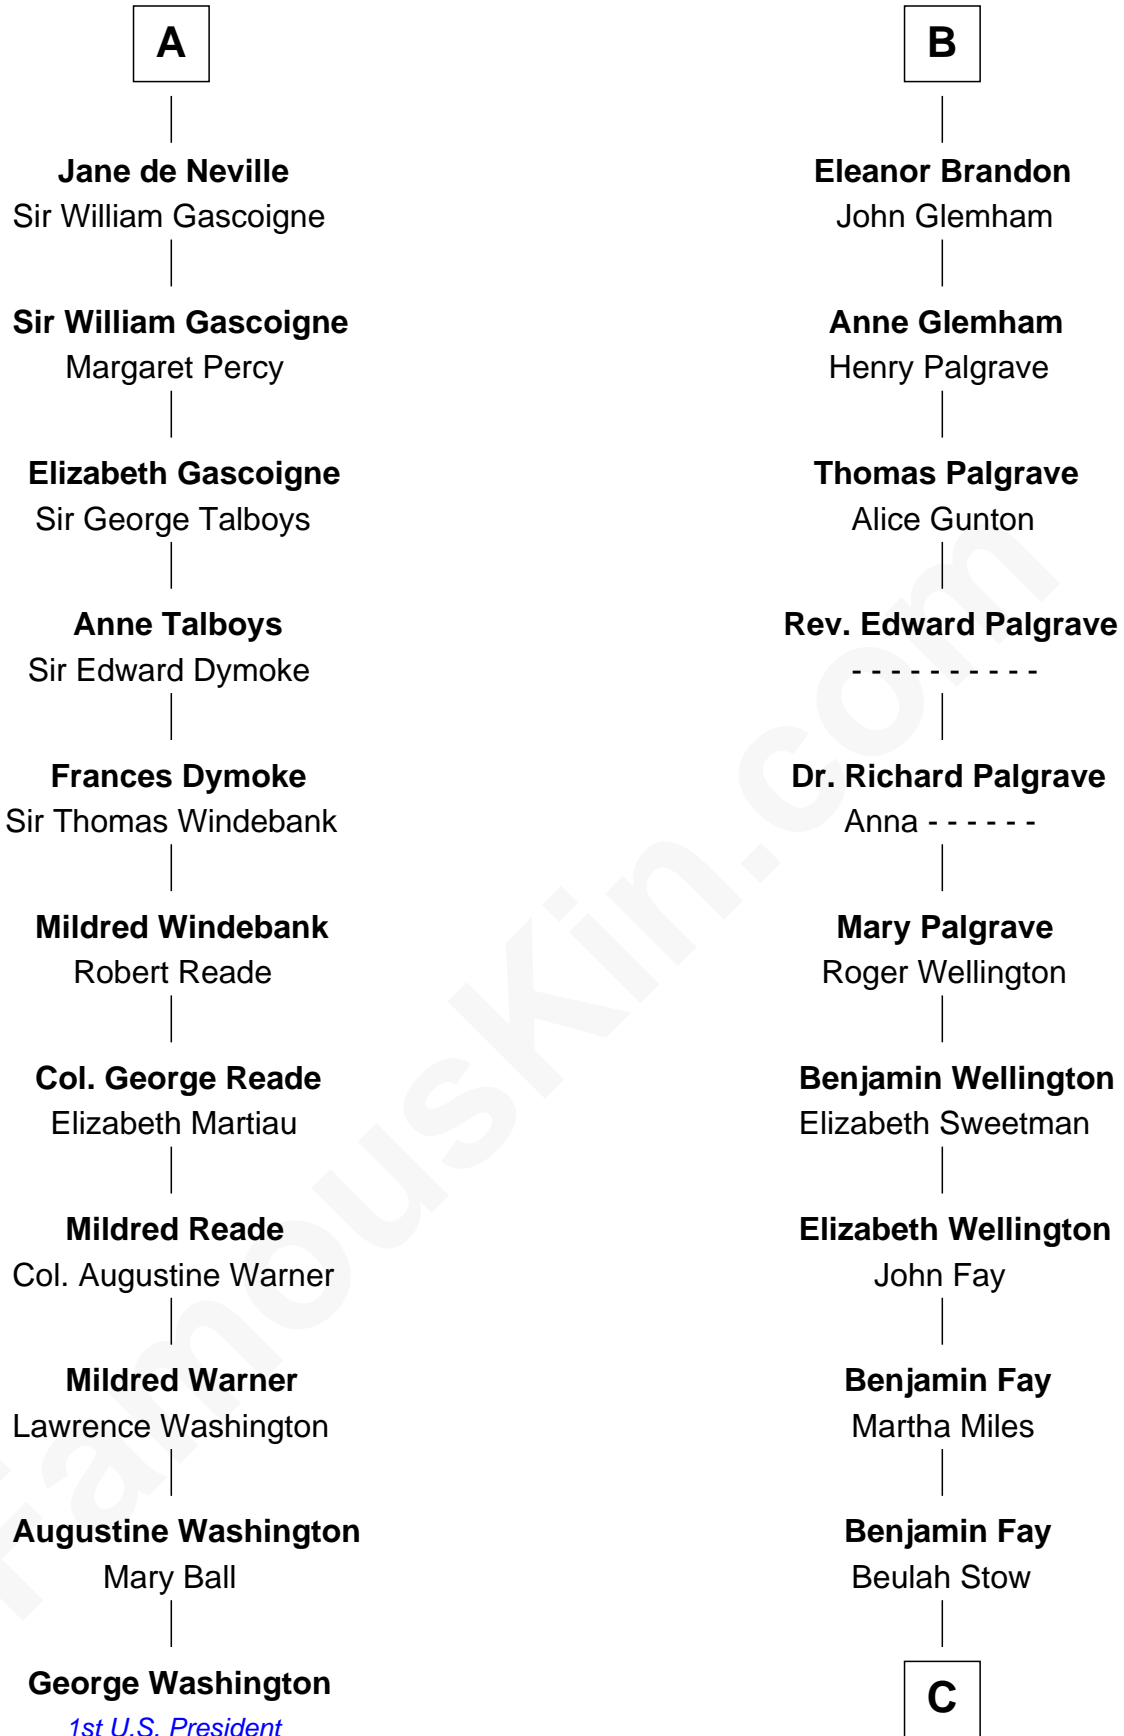 A
Jane de Neville
Sir William Gascoigne
Sir William Gascoigne
Margaret Percy
Elizabeth Gascoigne
Sir George Talboys
Anne Talboys
Sir Edward Dymoke
Frances Dymoke
Sir Thomas Windebank
Mildred Windebank
Robert Reade
Col. George Reade
Elizabeth Martiau
Mildred Reade
Col. Augustine Warner
Mildred Warner
Lawrence Washington
Augustine Washington
Mary Ball
George Washington
1st U.S. President
B
Eleanor Brandon
John Glemham
Anne Glemham
Henry Palgrave
Thomas Palgrave
Alice Gunton
Rev. Edward Palgrave
- - - - - - - - - -
Dr. Richard Palgrave
Anna - - - - - -
Mary Palgrave
Roger Wellington
Benjamin Wellington
Elizabeth Sweetman
Elizabeth Wellington
John Fay
Benjamin Fay
Martha Miles
Benjamin Fay
Beulah Stow
C
FamousKin.com